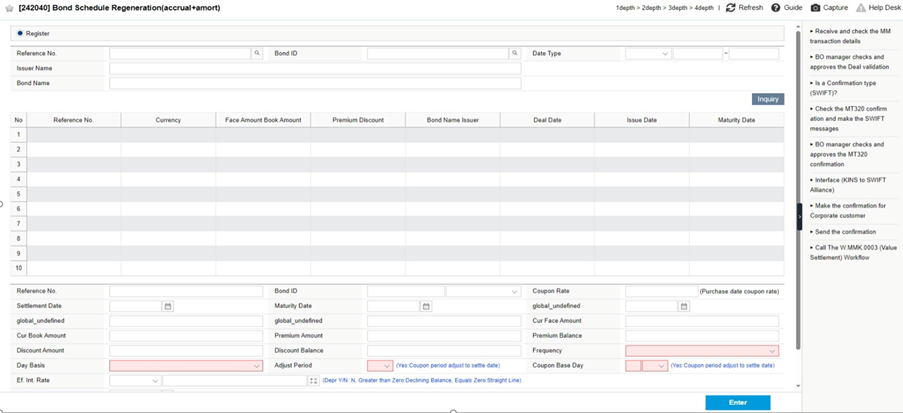 [242040] Bond Schedule Regeneration(accrual+amort)
1depth > 2depth > 3depth > 4depth | Refresh Guide Capture Help Desk
Register
Reference No. Bond ID Date Type ~
Issuer Name
Bond Name
Inquiry
No Reference No. Currency Face Amount Book Amount Premium Discount Bond Name Issuer Deal Date Issue Date Maturity Date
1
2
3
4
5
6
7
8
9
10
Reference No. Bond ID Coupon Rate (Purchase date coupon rate)
Settlement Date Maturity Date global_undefined
global_undefined global_undefined Cur Face Amount
Cur Book Amount Premium Amount Premium Balance
Discount Amount Discount Balance Frequency
Day Basis Adjust Period (Yes:Coupon period adjust to settle date) Coupon Base Day (Yes:Coupon period adjust to settle date)
Ef. Int. Rate (Depr Y/N :N, Greater than Zero:Declining Balance, Equals Zero:Straight Line)
Enter
Receive and check the MM
transaction details
BO manager checks and
approves the Deal validation
Is a Confirmation type
(SWIFT)?
Check the MT320 confirm
ation and make the SWIFT
messages
BO manager checks and
approves the MT320
confirmation
Interface (KINS to SWIFT
Alliance)
Make the confirmation for
Corporate customer
Send the confirmation
Call The W.MMK.0003 (Value
Settlement) Workflow